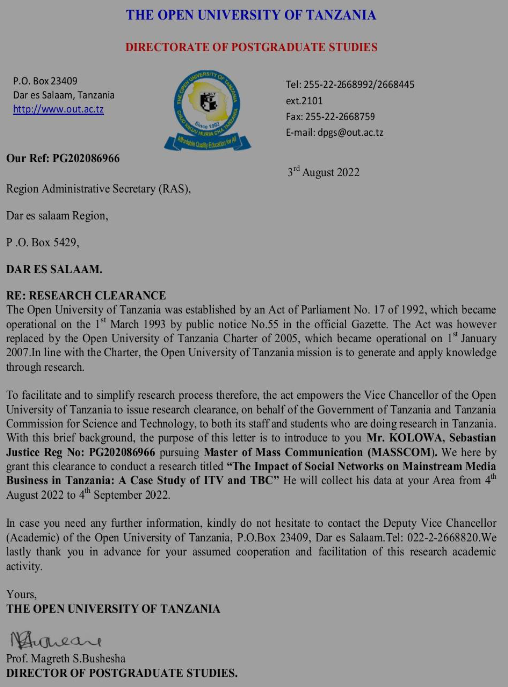 THE OPEN UNIVERSITY OF TANZANIA
DIRECTORATE OF POSTGRADUATE STUDIES
P.O. Box 23409
Dar es Salaam, Tanzania
http://www.out.ac.tz
Tel: 255-22-2668992/2668445
ext.2101
Fax: 255-22-2668759
E-mail: dpgs@out.ac.tz
Our Ref: PG202086966
3rd August 2022
Region Administrative Secretary (RAS),
Dar es salaam Region,
P .O. Box 5429,
DAR ES SALAAM.
RE: RESEARCH CLEARANCE
The Open University of Tanzania was established by an Act of Parliament No. 17 of 1992, which became
operational on the 1st March 1993 by public notice No.55 in the official Gazette. The Act was however
replaced by the Open University of Tanzania Charter of 2005, which became operational on 1st January
2007.In line with the Charter, the Open University of Tanzania mission is to generate and apply knowledge
through research.
To facilitate and to simplify research process therefore, the act empowers the Vice Chancellor of the Open
University of Tanzania to issue research clearance, on behalf of the Government of Tanzania and Tanzania
Commission for Science and Technology, to both its staff and students who are doing research in Tanzania.
With this brief background, the purpose of this letter is to introduce to you Mr. KOLOWA, Sebastian
Justice Reg No: PG202086966 pursuing Master of Mass Communication (MASSCOM). We here by
grant this clearance to conduct a research titled “The Impact of Social Networks on Mainstream Media
Business in Tanzania: A Case Study of ITV and TBC” He will collect his data at your Area from 4th
August 2022 to 4th September 2022.
In case you need any further information, kindly do not hesitate to contact the Deputy Vice Chancellor
(Academic) of the Open University of Tanzania, P.O.Box 23409, Dar es Salaam.Tel: 022-2-2668820.We
lastly thank you in advance for your assumed cooperation and facilitation of this research academic
activity.
Yours,
THE OPEN UNIVERSITY OF TANZANIA
Prof. Magreth S.Bushesha
DIRECTOR OF POSTGRADUATE STUDIES.